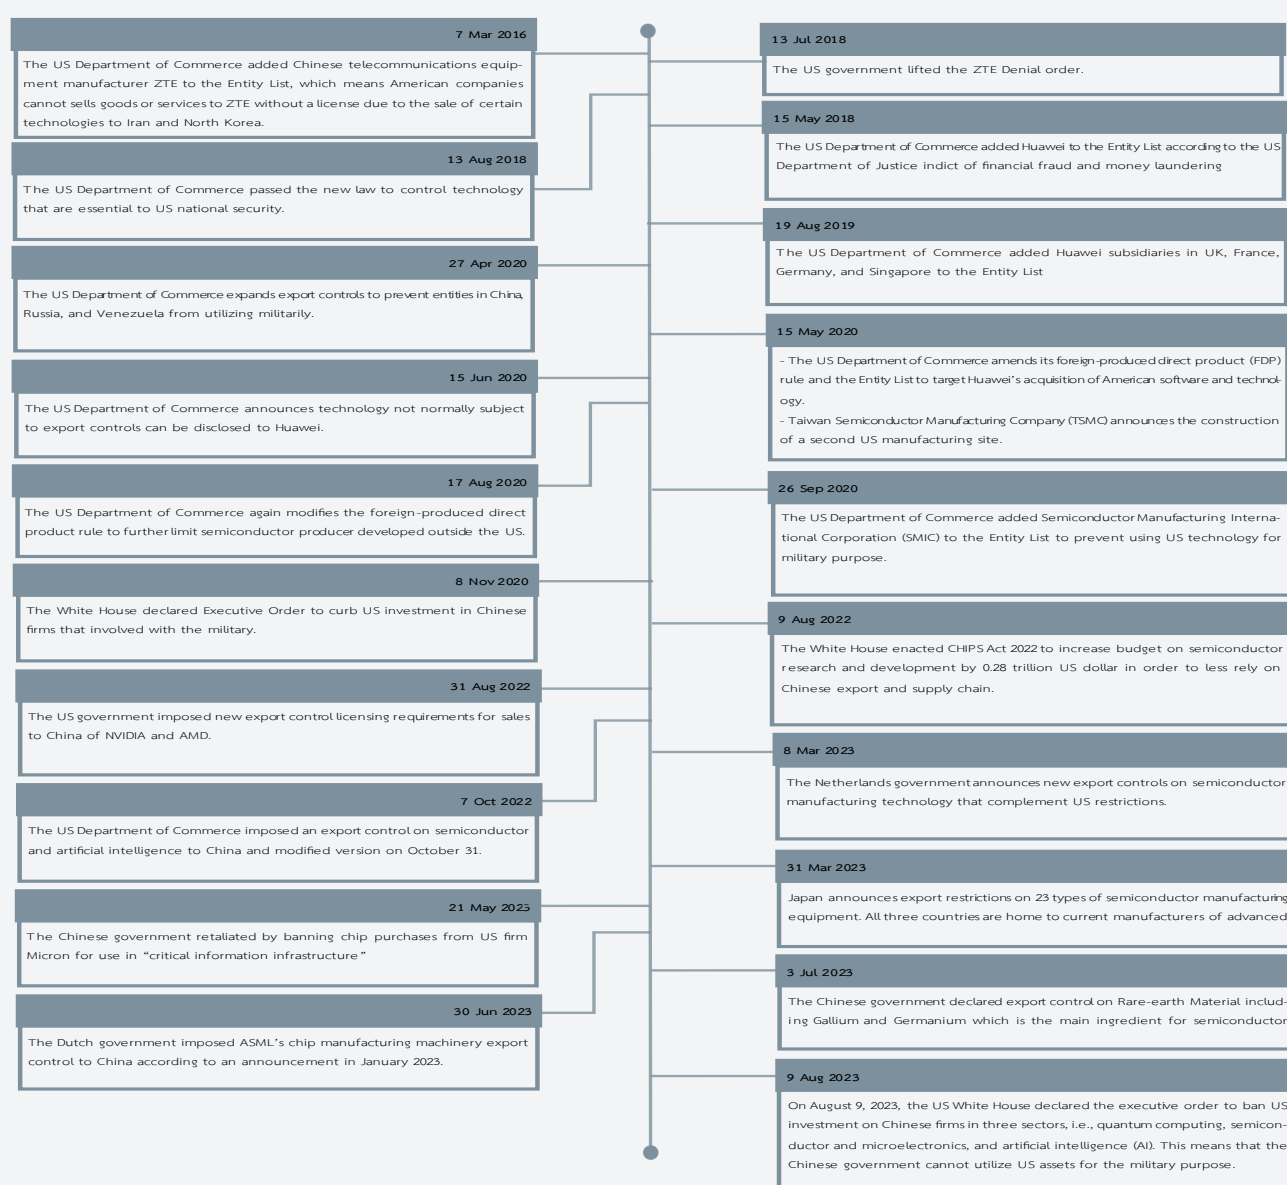 7 Mar 2016
The US Department of Commerce added Chinese telecommunications equip-
ment manufacturer ZTE to the Entity List, which means American companies
cannot sells goods or services to ZTE without a license due to the sale of certain
technologies to Iran and North Korea.
13 Aug 2018
The US Department of Commerce passed the new law to control technology
that are essential to US national security.
27 Apr 2020
The US Department of Commerce expands export controls to prevent entities in China,
Russia, and Venezuela from utilizing militarily.
15 Jun 2020
The US Department of Commerce announces technology not normally subject
to export controls can be disclosed to Huawei.
17 Aug 2020
The US Department of Commerce again modifies the foreign-produced direct
product rule to further limit semiconductor producer developed outside the US.
8 Nov 2020
The White House declared Executive Order to curb US investment in Chinese
firms that involved with the military.
31 Aug 2022
The US government imposed new export control licensing requirements for sales
to China of NVIDIA and AMD.
7 Oct 2022
The US Department of Commerce imposed an export control on semiconductor
and artificial intelligence to China and modified version on October 31.
21 May 2023
The Chinese government retaliated by banning chip purchases from US firm
Micron for use in “critical information infrastructure”
30 Jun 2023
The Dutch government imposed ASML’s chip manufacturing machinery export
control to China according to an announcement in January 2023.
13 Jul 2018
The US government lifted the ZTE Denial order.
15 May 2018
The US Department of Commerce added Huawei to the Entity List according to the US
Department of Justice indict of financial fraud and money laundering
19 Aug 2019
The US Department of Commerce added Huawei subsidiaries in UK, France,
Germany, and Singapore to the Entity List
15 May 2020
- The US Department of Commerce amends its foreign-produced direct product (FDP)
rule and the Entity List to target Huawei’s acquisition of American software and technol-
ogy.
- Taiwan Semiconductor Manufacturing Company (TSMC) announces the construction
of a second US manufacturing site.
26 Sep 2020
The US Department of Commerce added Semiconductor Manufacturing Interna-
tional Corporation (SMIC) to the Entity List to prevent using US technology for
military purpose.
9 Aug 2022
The White House enacted CHIPS Act 2022 to increase budget on semiconductor
research and development by 0.28 trillion US dollar in order to less rely on
Chinese export and supply chain.
8 Mar 2023
The Netherlands government announces new export controls on semiconductor
manufacturing technology that complement US restrictions.
31 Mar 2023
Japan announces export restrictions on 23 types of semiconductor manufacturing
equipment. All three countries are home to current manufacturers of advanced
3 Jul 2023
The Chinese government declared export control on Rare-earth Material includ-
ing Gallium and Germanium which is the main ingredient for semiconductor
9 Aug 2023
On August 9, 2023, the US White House declared the executive order to ban US
investment on Chinese firms in three sectors, i.e., quantum computing, semicon-
ductor and microelectronics, and artificial intelligence (AI). This means that the
Chinese government cannot utilize US assets for the military purpose.